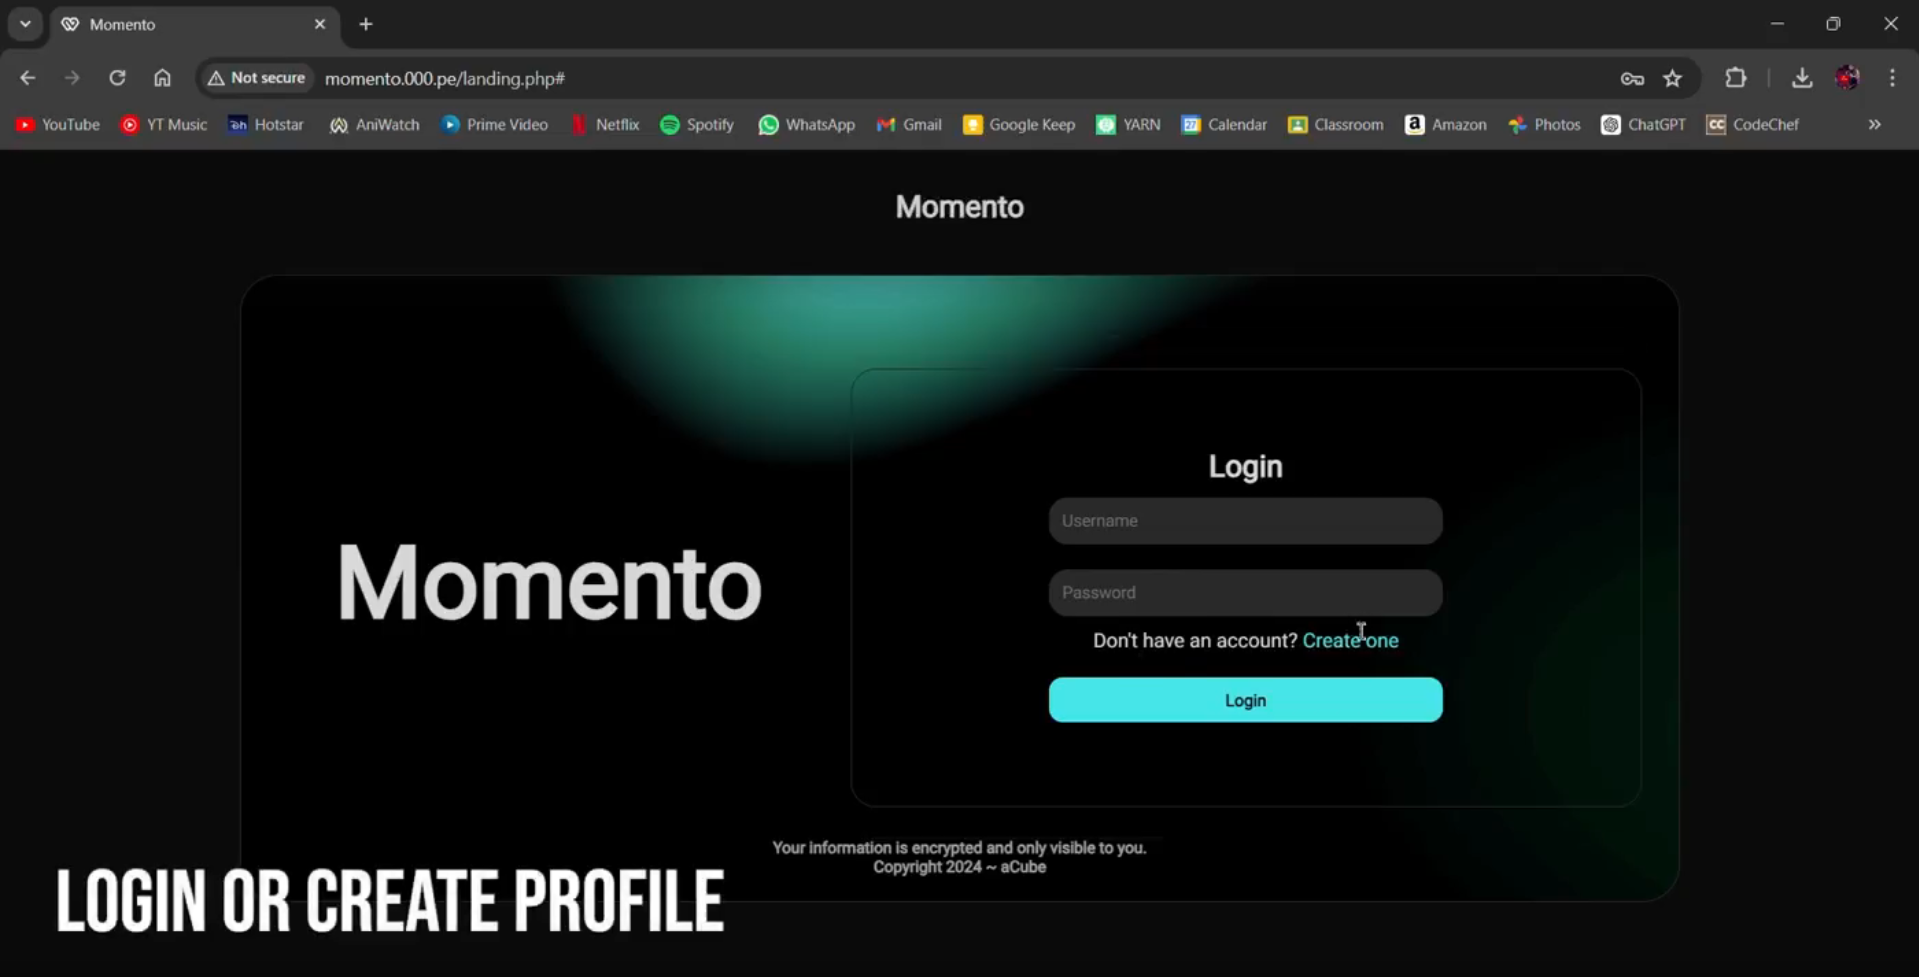 Momento
Not secure momento.000.pe/landing.php#
YouTube YT Music Hotstar AniWatch Prime Video Netflix Spotify WhatsApp Gmail Google Keep YARN Calendar Classroom Amazon Photos ChatGPT CodeChef
Momento
Login
Username
Momento
Password
Don't have an account? Create one
Login
Your information is encrypted and only visible to you.
Copyright 2024 ~ aCube
LOGIN OR CREATE PROFILE